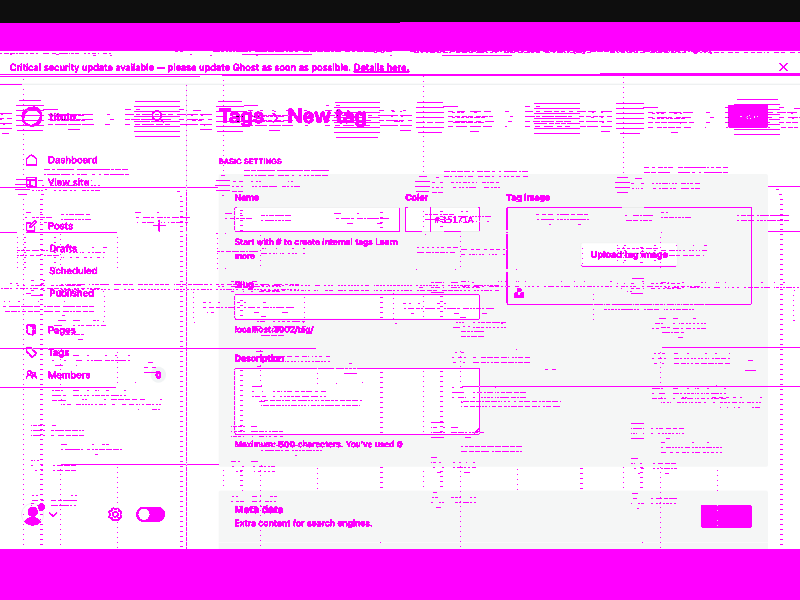 Critical security update available — please update Ghost as soon as possible. Details here.
titulo
Tags
New tag
Dashboard
View site
Posts
Drafts
Scheduled
Published
Pages
Tags
Members 0
BASIC SETTINGS
Name
Color
#15171A
Start with # to create internal tags Learn
more
Slug
localhost:3002/tag/
Description
Maximum: 500 characters. You've used 0
Tag image
Upload tag image
Meta data
Extra content for search engines.